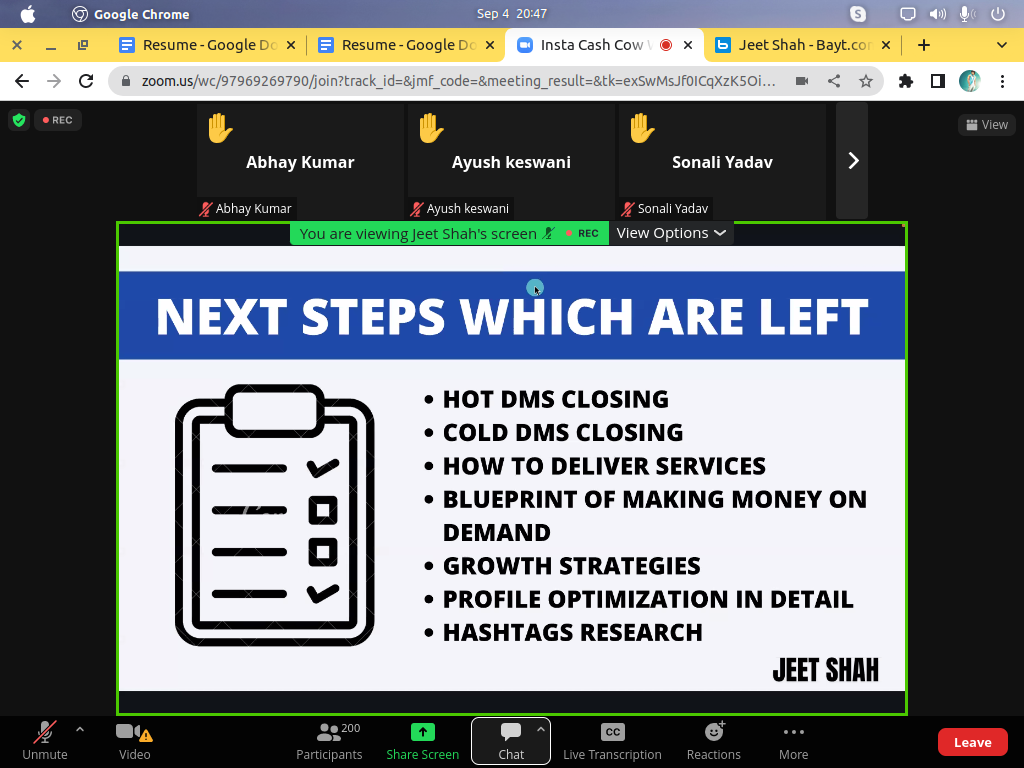 Google Chrome
Sep 4 20:47
Resume - Google Do
Resume - Google Do
Insta Cash Cow
Jeet Shah - Bayt.co
zoom.us/wc/97969269790/join?track_id=&jmf_code=&meeting_result=&tk=exSwMsJf0ICqXzK5Oi...
REC
View
Abhay Kumar
Ayush keswani
Sonali Yadav
Abhay Kumar
Ayush keswani
Sonali Yadav
You are viewing Jeet Shah's screen
REC
View Options
NEXT STEPS WHICH ARE LEFT
• HOT DMS CLOSING
• COLD DMS CLOSING
• HOW TO DELIVER SERVICES
• BLUEPRINT OF MAKING MONEY ON
DEMAND
• GROWTH STRATEGIES
• PROFILE OPTIMIZATION IN DETAIL
• HASHTAGS RESEARCH
JEET SHAH
Unmute
Video
Participants
200
Share Screen
Chat
CC
Live Transcription
Reactions
More
Leave